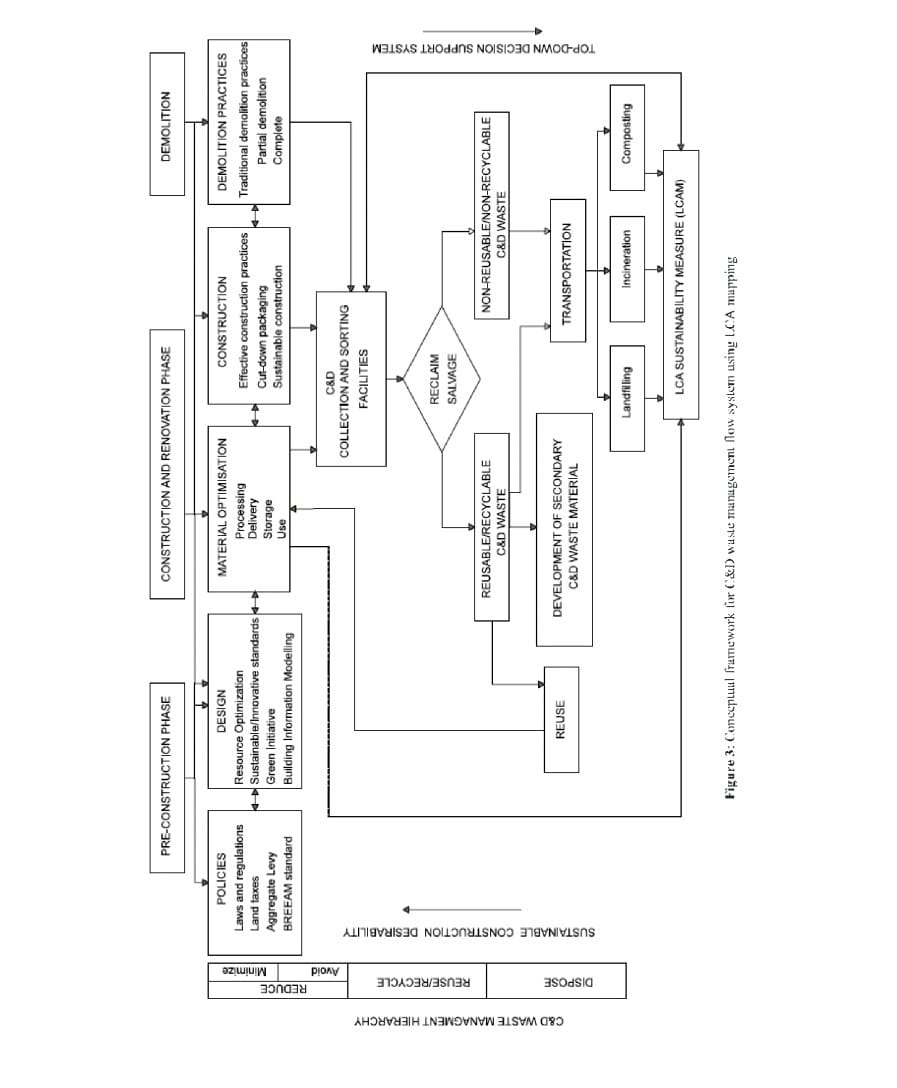 PRE-CONSTRUCTION PHASE
CONSTRUCTION AND RENOVATION PHASE
DEMOLITION
POLICIES
Laws and regulations
Land taxes
Aggregate Levy
BREEAM standard
DESIGN
Resource Optimization
Sustainable/Innovative standards
Green Initiative
Building Information Modelling
MATERIAL OPTIMISATION
Processing
Delivery
Storage
Use
CONSTRUCTION
Effective construction practices
Cut-down packaging
Sustainable construction
DEMOLITION PRACTICES
Traditional demolition practices
Partial demolition
Complete
C&D
COLLECTION AND SORTING
FACILITIES
RECLAIM
SALVAGE
REUSABLE/RECYCLABLE
C&D WASTE
NON-REUSABLE/NON-RECYCLABLE
C&D WASTE
REUSE
DEVELOPMENT OF SECONDARY
C&D WASTE MATERIAL
TRANSPORTATION
Landfilling
Incineration
Composting
LCA SUSTAINABILITY MEASURE (LCAM)
C&D WASTE MANAGMENT HIERARCHY
REDUCE
Minimize
Avoid
REUSE/RECYCLE
DISPOSE
SUSTAINABLE CONSTRUCTION DESIRABILITY
TOP-DOWN DECISION SUPPORT SYSTEM
Figure 3: Conceptual framework for C&D waste management flow system using LCA mapping